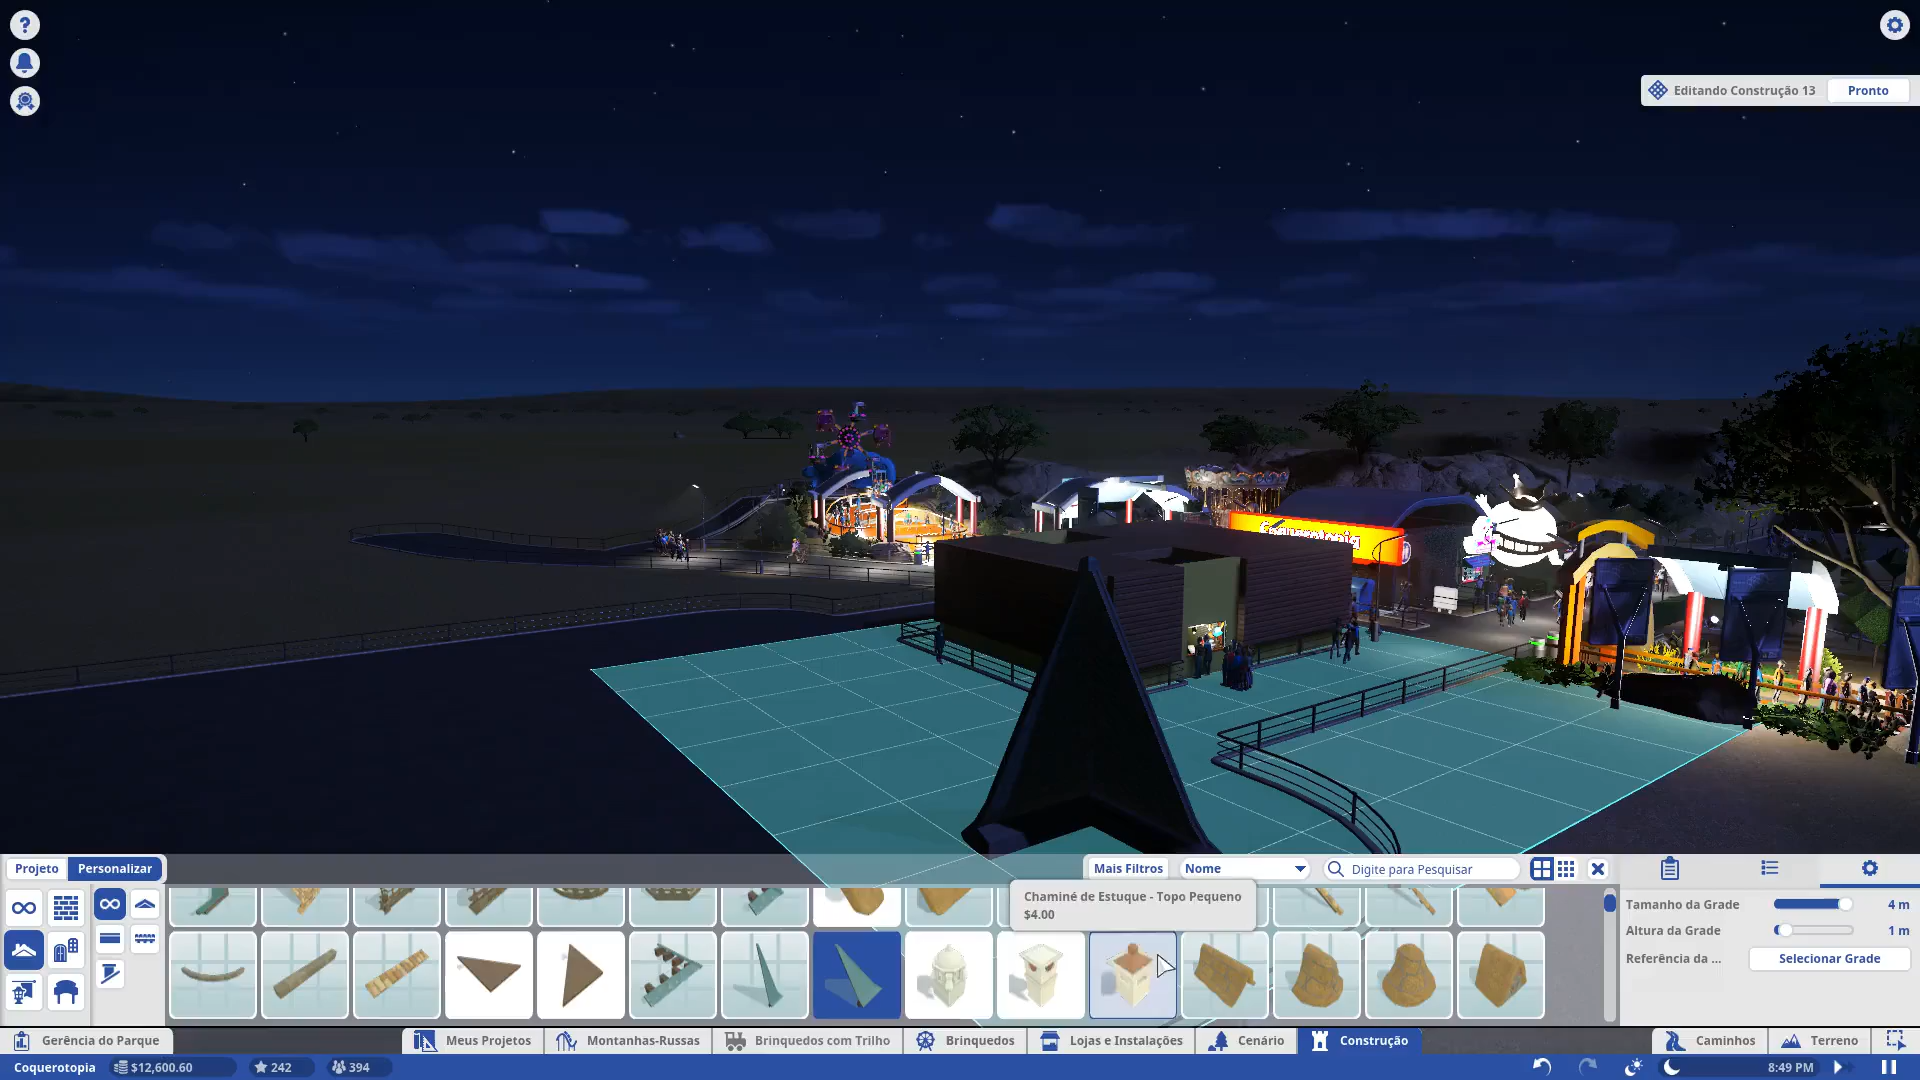 ?
Editando Construção 13
Pronto
Coquerotopia
Projeto
Personalizar
Mais Filtros
Nome
Digite para Pesquisar
Chaminé de Estuque - Topo Pequeno
$4.00
Tamanho da Grade
4 m
Altura da Grade
1 m
Referência da ...
Selecionar Grade
Gerência do Parque
Meus Projetos
Montanhas-Russas
Brinquedos com Trilho
Brinquedos
Lojas e Instalações
Cenário
Construção
Caminhos
Terreno
Coquerotopia
$12,600.60
242
394
8:49 PM